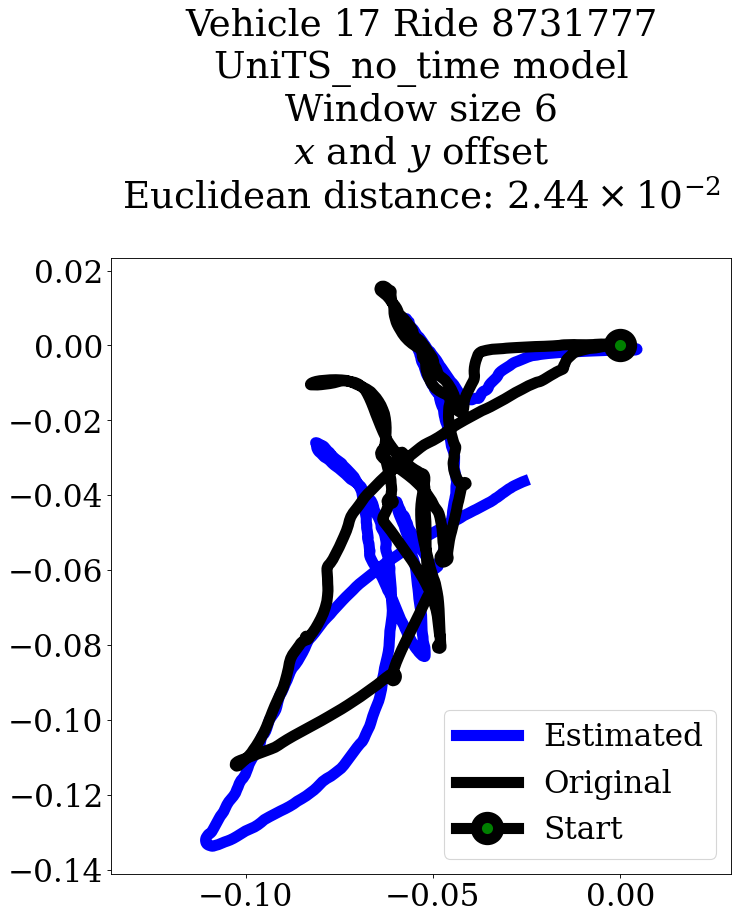 Vehicle 17 Ride 8731777
UniTS_no_time model
Window size 6
x and y offset
Euclidean distance: 2.44 × 10⁻²
0.02
0.00
−0.02
−0.04
−0.06
−0.08
−0.10
−0.12
−0.14
Estimated
Original
Start
−0.10 −0.05 0.00